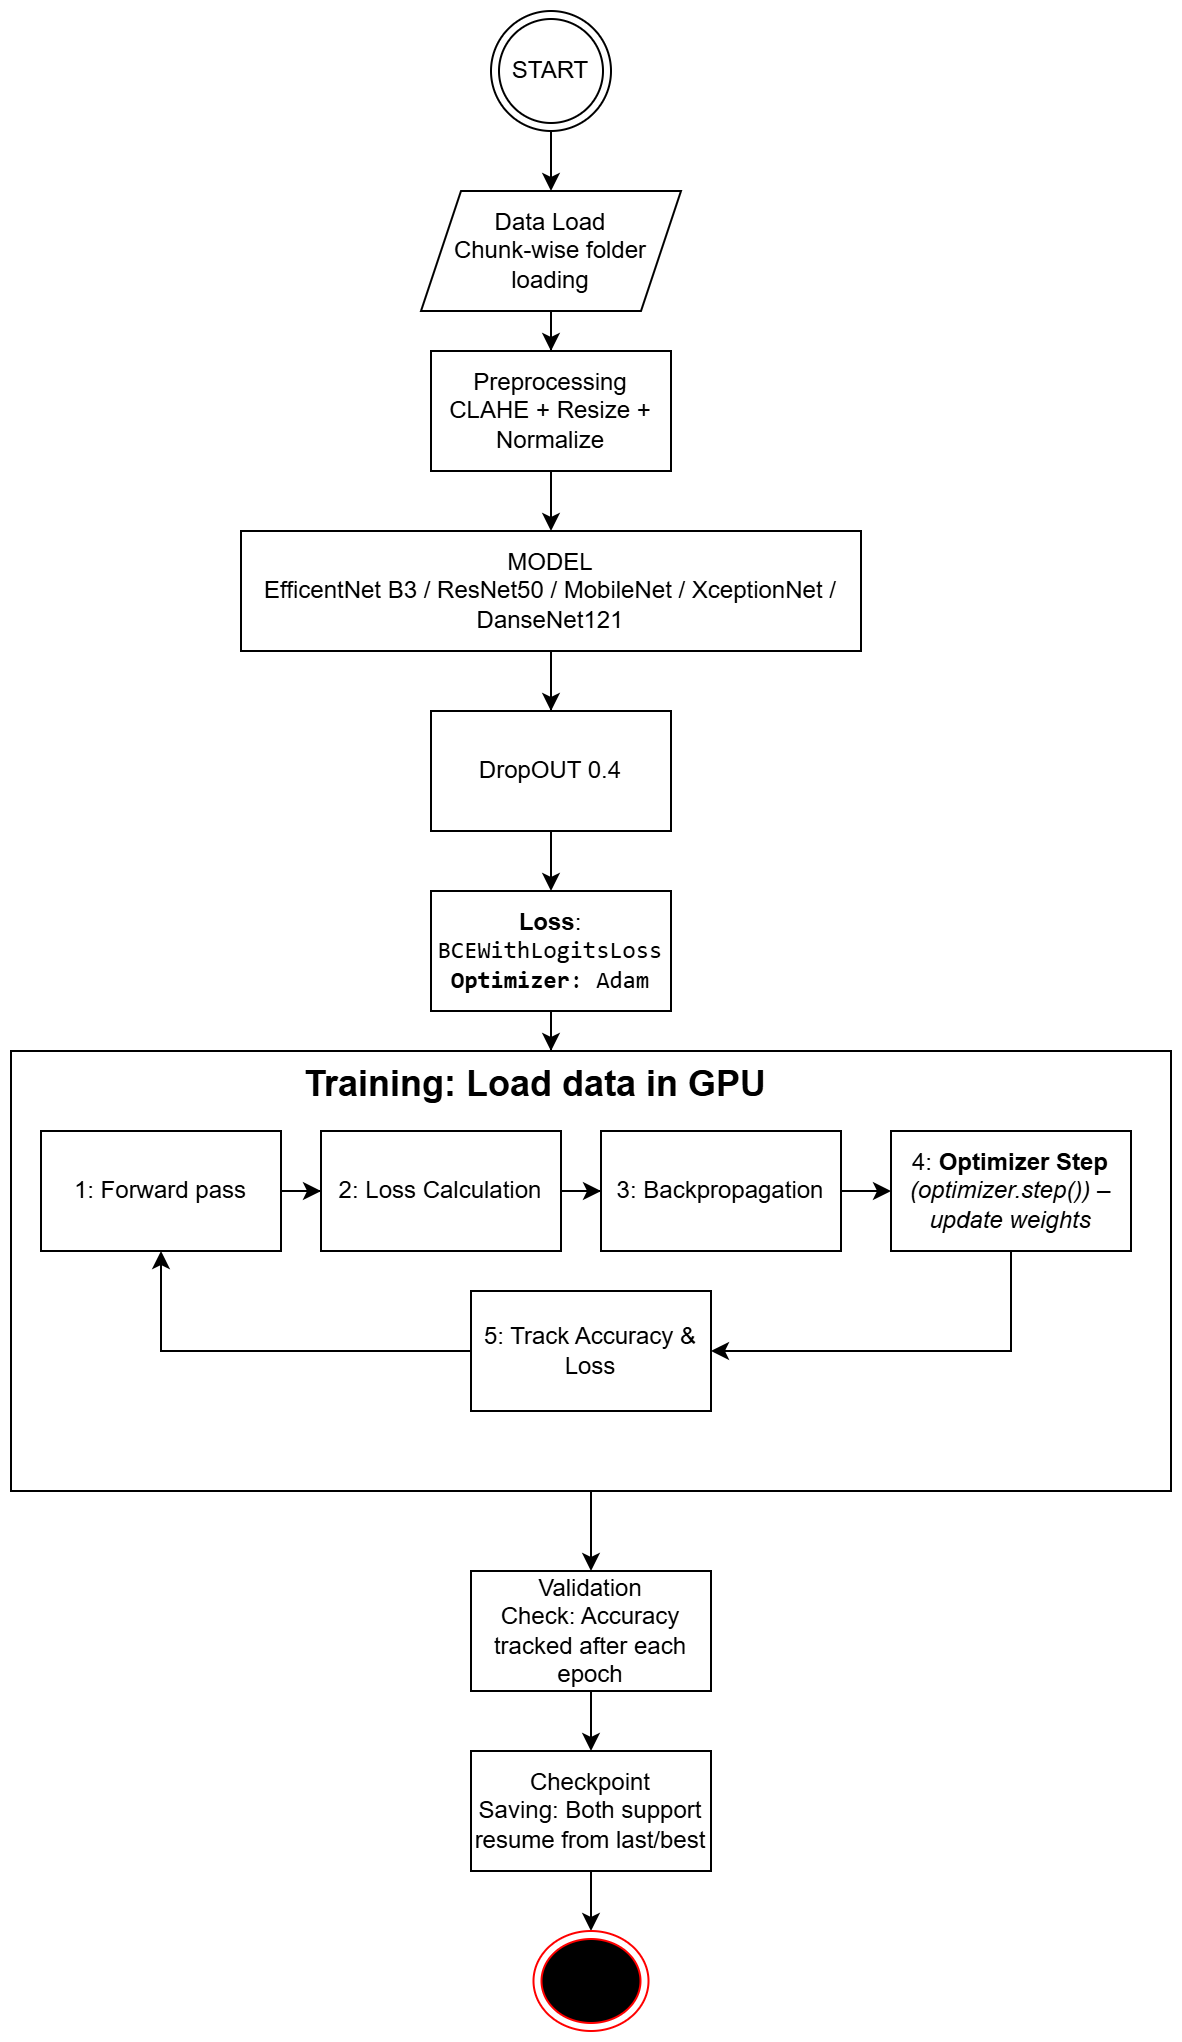 START
Data Load
Chunk-wise folder
loading
Preprocessing
CLAHE + Resize +
Normalize
MODEL
EfficentNet B3 / ResNet50 / MobileNet / XceptionNet /
DanseNet121
DropOUT 0.4
Loss:
BCEWithLogitsLoss
Optimizer: Adam
Training: Load data in GPU
1: Forward pass
2: Loss Calculation
3: Backpropagation
4: Optimizer Step
(optimizer.step()) –
update weights
5: Track Accuracy &
Loss
Validation
Check: Accuracy
tracked after each
epoch
Checkpoint
Saving: Both support
resume from last/best